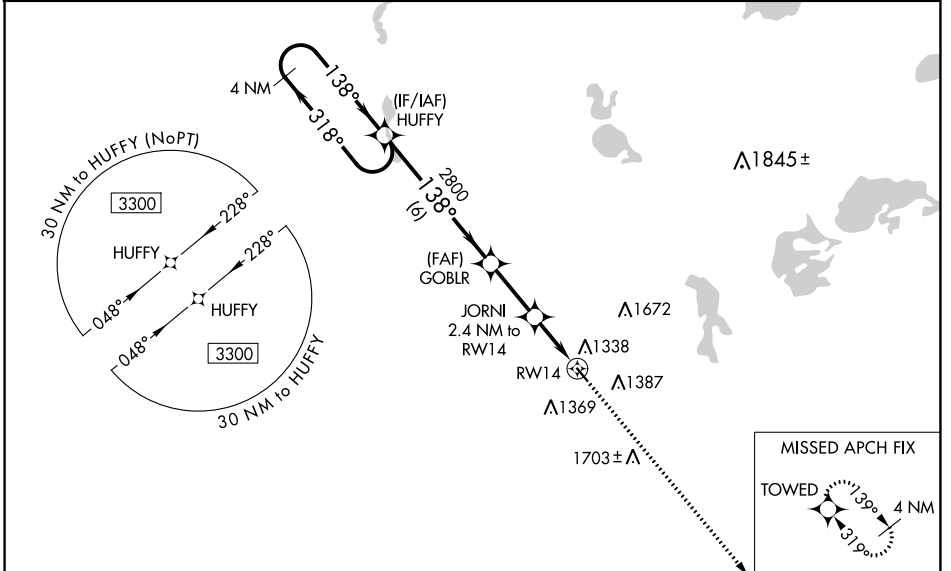 4 NM
138°
318°
(IF/IAF)
HUFFY
2800
138°
(6)
(FAF)
GOBLR
JORNI
2.4 NM to
RW14
RW14
1845 ±
1672
1338
1387
1369
1703 ±
30 NM to HUFFY (NoPT)
3300
228°
HUFFY
048°
228°
HUFFY
048°
3300
30 NM to HUFFY
MISSED APCH FIX
TOWED
139°
4 NM
319°